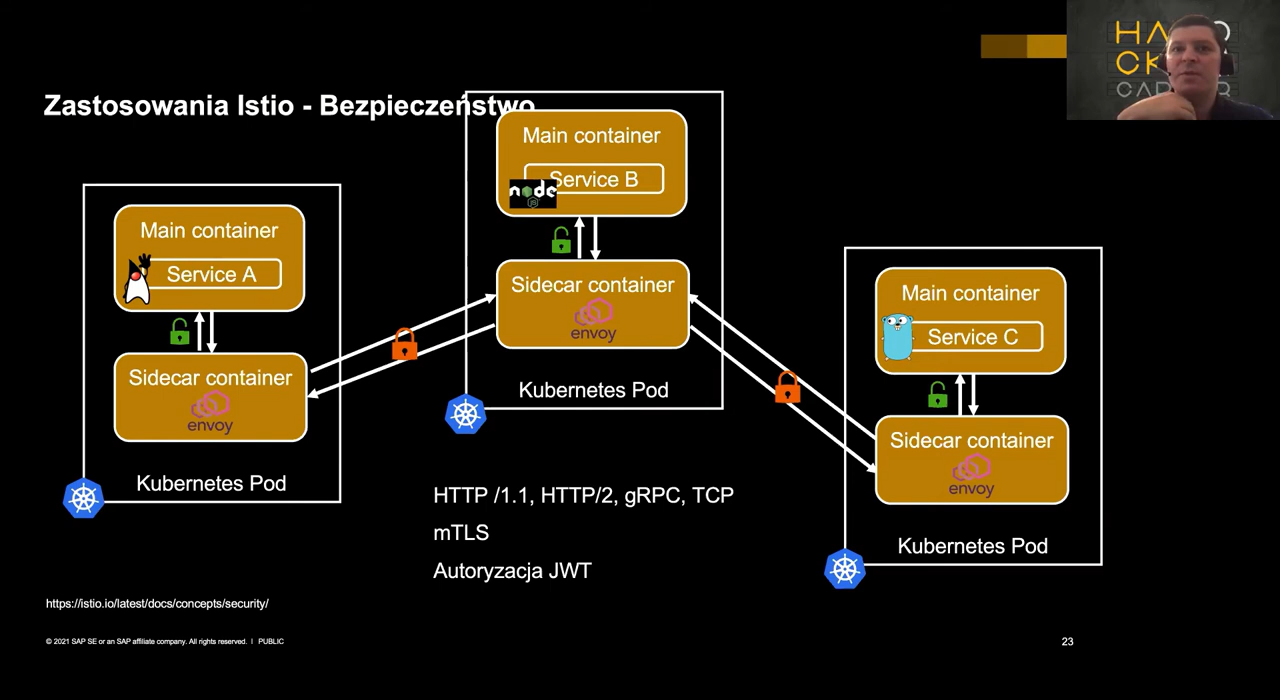 Zastosowania Istio - Bezpieczeństwo
Main container
Service A
Sidecar container
envoy
Kubernetes Pod
Main container
node
Service B
Sidecar container
envoy
Kubernetes Pod
Main container
Service C
Sidecar container
envoy
Kubernetes Pod
HTTP /1.1, HTTP/2, gRPC, TCP
mTLS
Autoryzacja JWT
https://istio.io/latest/docs/concepts/security/
© 2021 SAP SE or an SAP affiliate company. All rights reserved. I PUBLIC
23